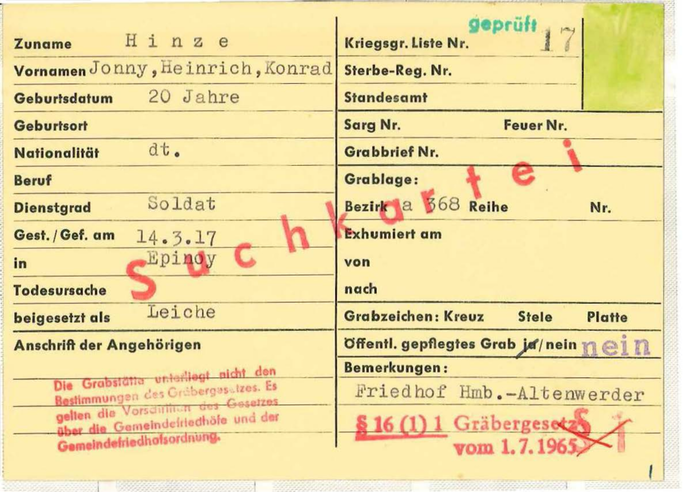 geprüft
Zuname Hinze
Kriegsgr. Liste Nr. 17
Vornamen Jonny, Heinrich, Konrad
Sterbe-Reg. Nr.
Geburtsdatum 20 Jahre
Standesamt
Geburtsort
Sarg Nr. Feuer Nr.
Nationalität dt.
Grabbrief Nr.
Beruf
Grablage:
Dienstgrad Soldat
Bezirk a 368 Reihe Nr.
Gest./Gef. am 14.3.17
Exhumiert am
in Epinoy
von
Todesursache
nach
beigesetzt als Leiche
Grabzeichen: Kreuz Stele Platte
Anschrift der Angehörigen
Öffentl. gepflegtes Grab ja/nein nein
Bemerkungen:
Friedhof Hmb.-Altenwerder
Suchkartei
Die Grabstätte unterliegt nicht den
Bestimmungen des Gräbergesetzes. Es
gelten die Vorschriften des Gesetzes
über die Gemeindefriedhöfe und der
Gemeindefriedhofsordnung.
§ 16 (1) 1 Gräbergesetz
vom 1.7.1965
§ 1
1